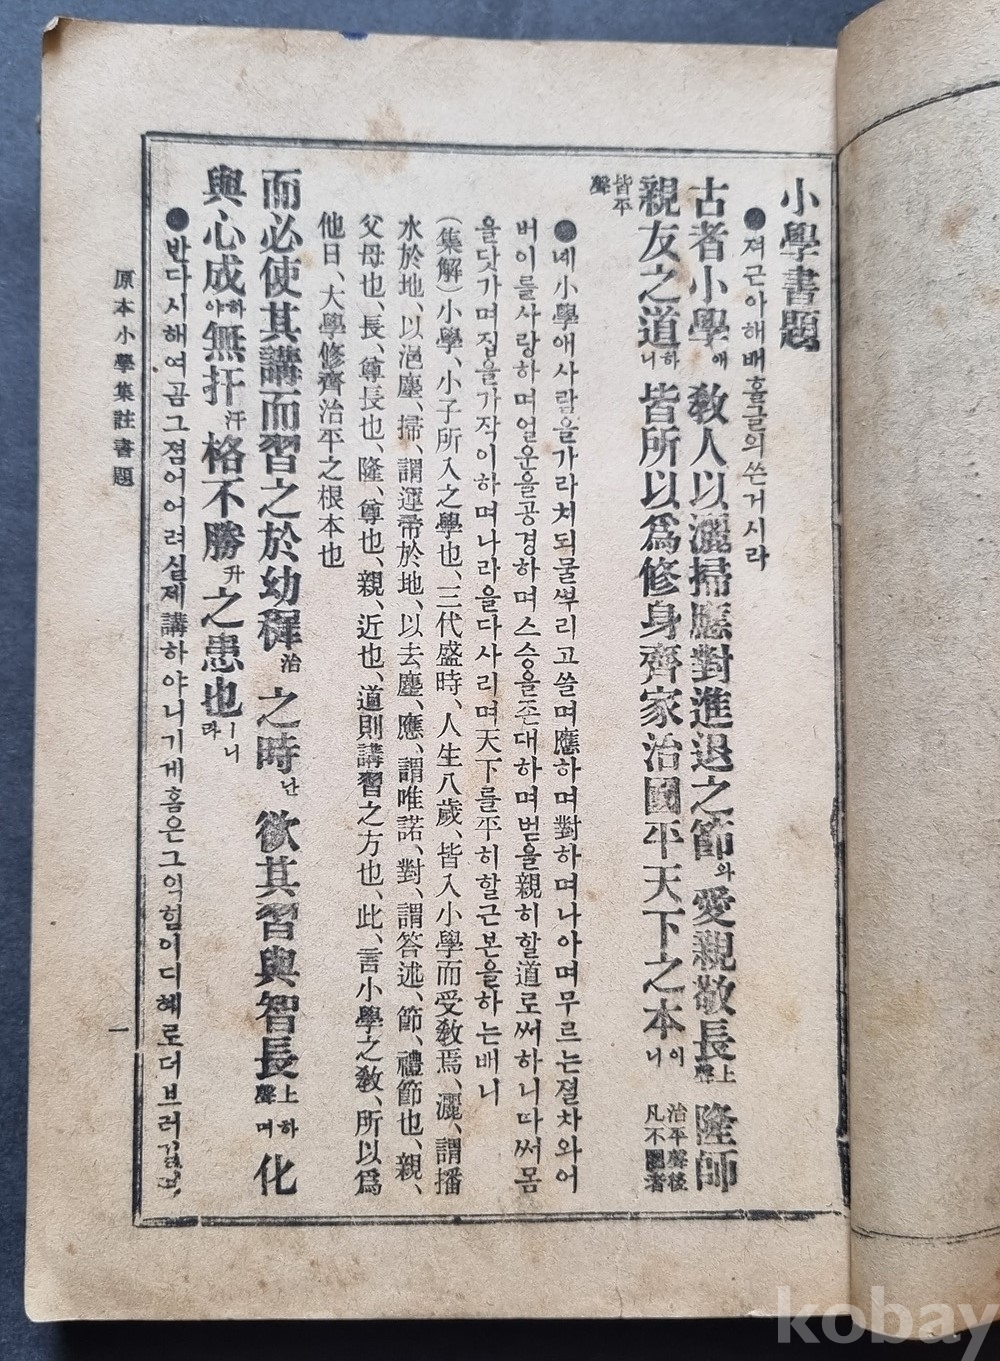 小學書題
●져근아해배홀글의쓴거시라
古者小學애敎人以灑掃應對進退之節와愛親敬長上聲隆師
親友之道하니皆所以爲修身齊家治國平天下之本이니治平聲後凡不圈者
皆平聲
●녜小學애사람을가라쳐되물뿌리고쓸며應하며對하며나아며무르는졀차와어
버이를사랑하며얼운을공경하며스승을존대하며벋을親히할道로써하니다써몸
을닷가며집을가작이하며나라을다사리며天下를平히할근본을하는배니
(集解)小學、小子所入之學也、三代盛時、人生八歲、皆入小學而受敎焉、灑、謂播
水於地、以浥塵、掃、謂運帚於地、以去塵、應、謂唯諾、對、謂答述、節、禮節也、親、
父母也、長、尊長也、隆、尊也、親、近也、道則講習之方也、此、言小學之敎、所以爲
他日、大學修齊治平之根本也
而必使其講而習之於幼穉治之時난欲其習與智長上聲하며化
與心成하야無扞汗格不勝升之患也ㅣ니라
●반다시해여곰그졈어어려실제講하야니기게홈은그익힘이디혜로더브러
原本小學集註書題
一
kobay